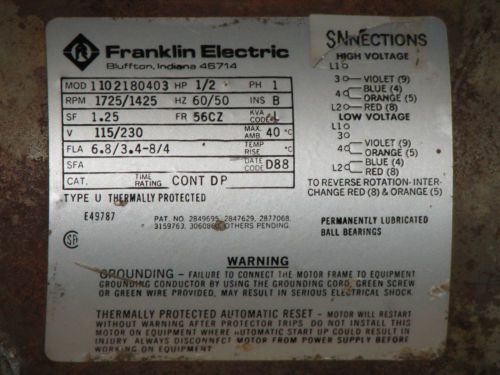 Franklin Electric
Bluffton, Indiana 46714
MOD 1102180403 HP 1/2 PH 1
RPM 1725/1425 HZ 60/50 INS B
SF 1.25 FR 56CZ KVA CODE L
V 115/230 MAX. AMB. 40 °C
FLA 6.8/3.4-8/4 TEMP RISE °C
SFA DATE CODE D88
CAT. TIME RATING CONT DP
TYPE U THERMALLY PROTECTED
E49787
PAT. NO. 2849695, 2847629, 2877068,
3159763, OTHERS PENDING.
SA
SNNECTIONS
HIGH VOLTAGE
L1
3 VIOLET (9)
4 BLUE (4)
ORANGE (5)
L2 RED (8)
LOW VOLTAGE
L1
3
4 VIOLET (9)
ORANGE (5)
L2 BLUE (4)
RED (8)
TO REVERSE ROTATION-INTER-
CHANGE RED (8) & ORANGE (5)
PERMANENTLY LUBRICATED
BALL BEARINGS
WARNING
GROUNDING - FAILURE TO CONNECT THE MOTOR FRAME TO EQUIPMENT
GROUNDING CONDUCTOR BY USING THE GROUNDING CORD, GREEN SCREW
OR GREEN WIRE PROVIDED, MAY RESULT IN SERIOUS ELECTRICAL SHOCK.
THERMALLY PROTECTED AUTOMATIC RESET - MOTOR WILL RESTART
WITHOUT WARNING AFTER PROTECTOR TRIPS. DO NOT INSTALL THIS
MOTOR ON EQUIPMENT WHERE AUTOMATIC START-UP COULD RESULT IN
INJURY. ALWAYS DISCONNECT MOTOR FROM POWER SUPPLY BEFORE
WORKING ON EQUIPMENT.